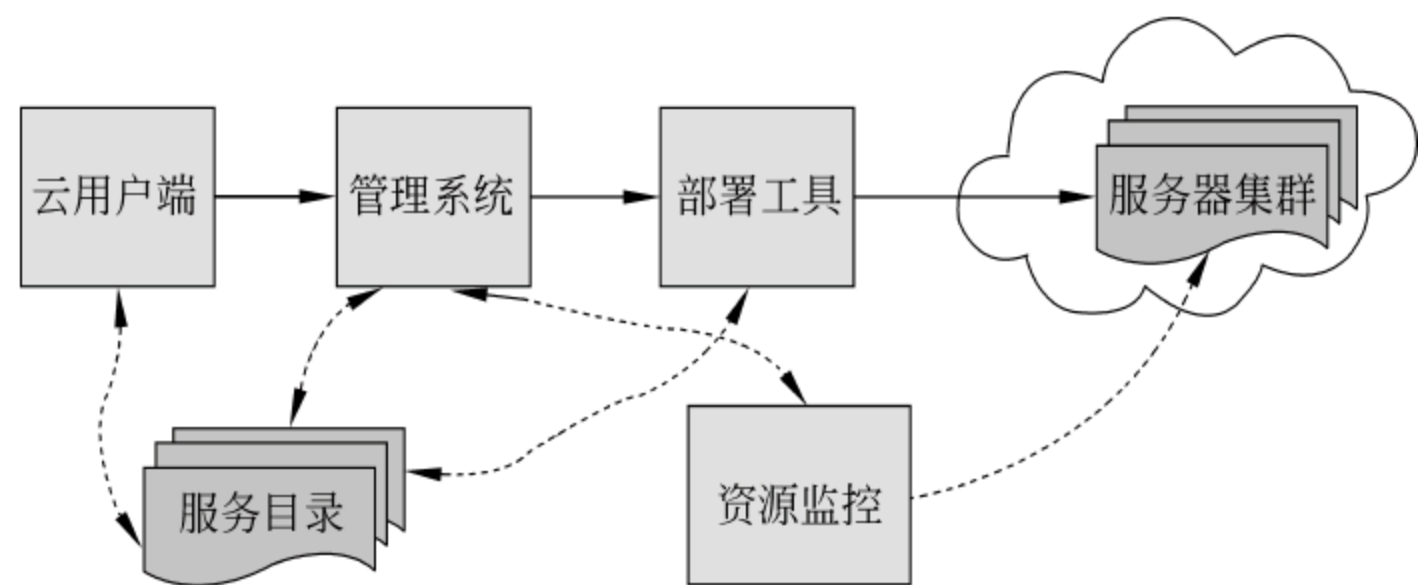 云用户端
管理系统
部署工具
服务器集群
服务目录
资源监控